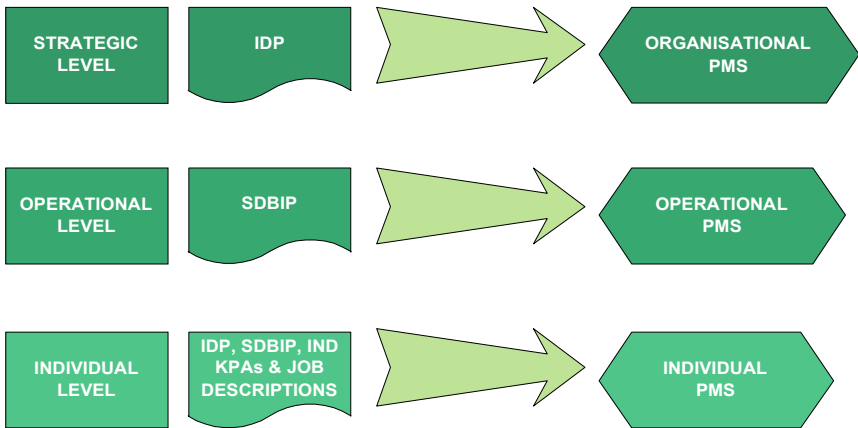 STRATEGIC
LEVEL
IDP
ORGANISATIONAL
PMS
OPERATIONAL
LEVEL
SDBIP
OPERATIONAL
PMS
INDIVIDUAL
LEVEL
IDP, SDBIP, IND
KPAs & JOB
DESCRIPTIONS
INDIVIDUAL
PMS